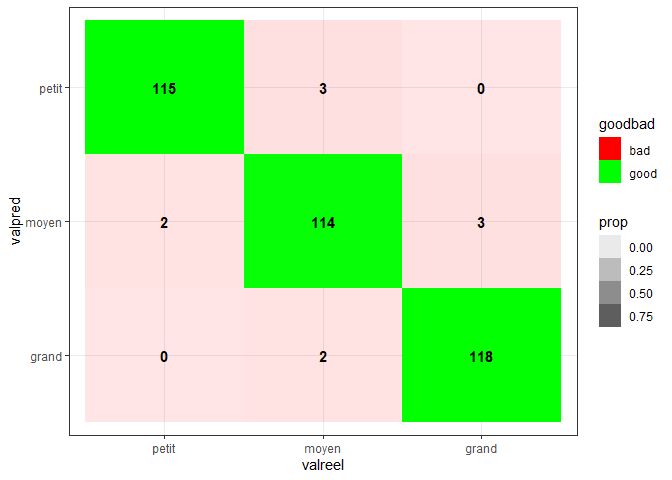 petit 115 3 0
moyen 2 114 3
grand 0 2 118
petit moyen grand
valreel
valpred
goodbad
bad
good
prop
0.00
0.25
0.50
0.75